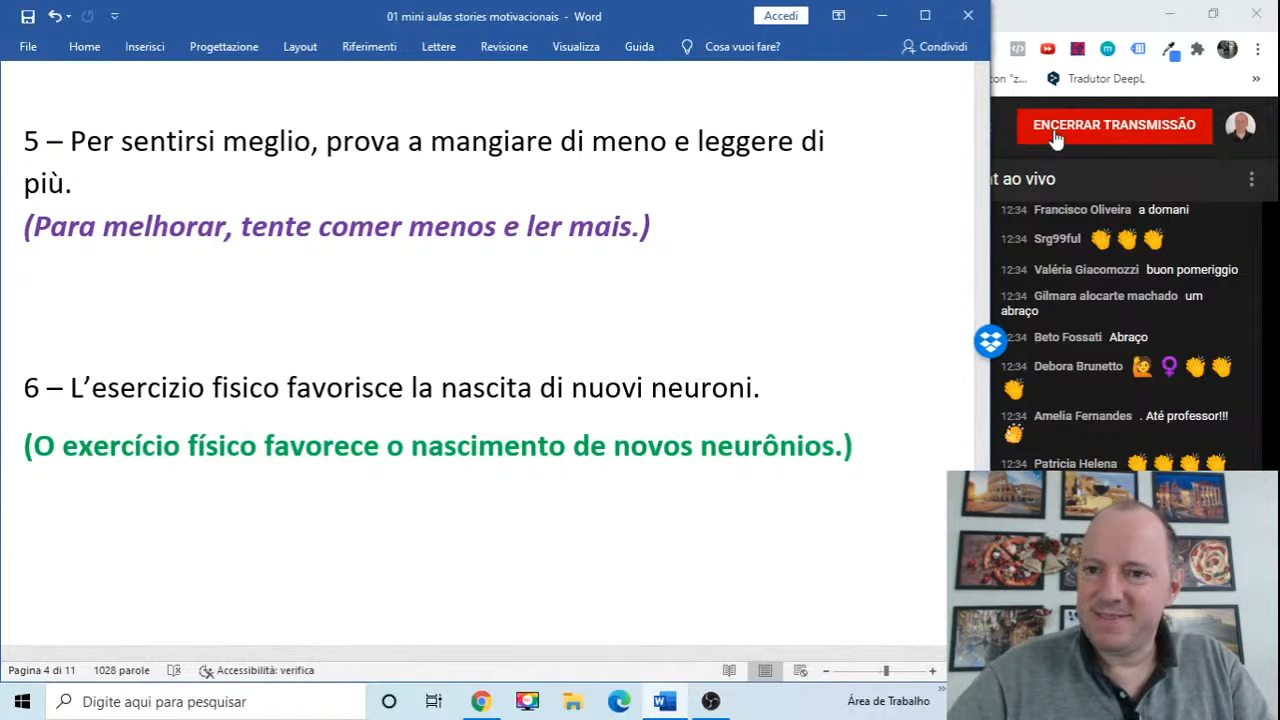 01 mini aulas stories motivacionais - Word
Accedi
File Home Inserisci Progettazione Layout Riferimenti Lettere Revisione Visualizza Guida Cosa vuoi fare? Condividi
5 – Per sentirsi meglio, prova a mangiare di meno e leggere di
più.
(Para melhorar, tente comer menos e ler mais.)
6 – L’esercizio fisico favorisce la nascita di nuovi neuroni.
(O exercício físico favorece o nascimento de novos neurônios.)
Pagina 4 di 11 1028 parole Accessibilità: verifica
Digite aqui para pesquisar
Área de Trabalho
Tradutor DeepL
ENCERRAR TRANSMISSÃO
ao vivo
12:34 Francisco Oliveira a domani
12:34 Srg99ful 👏👏👏
12:34 Valéria Giacomozzi buon pomeriggio
12:34 Gilmara alocarte machado um
abraço
12:34 Beto Fossati Abraço
12:34 Debora Brunetto 🙋♀👏👏
👏
12:34 Amelia Fernandes . Até professor!!!
👏
12:34 Patricia Helena 👏👏👏👏